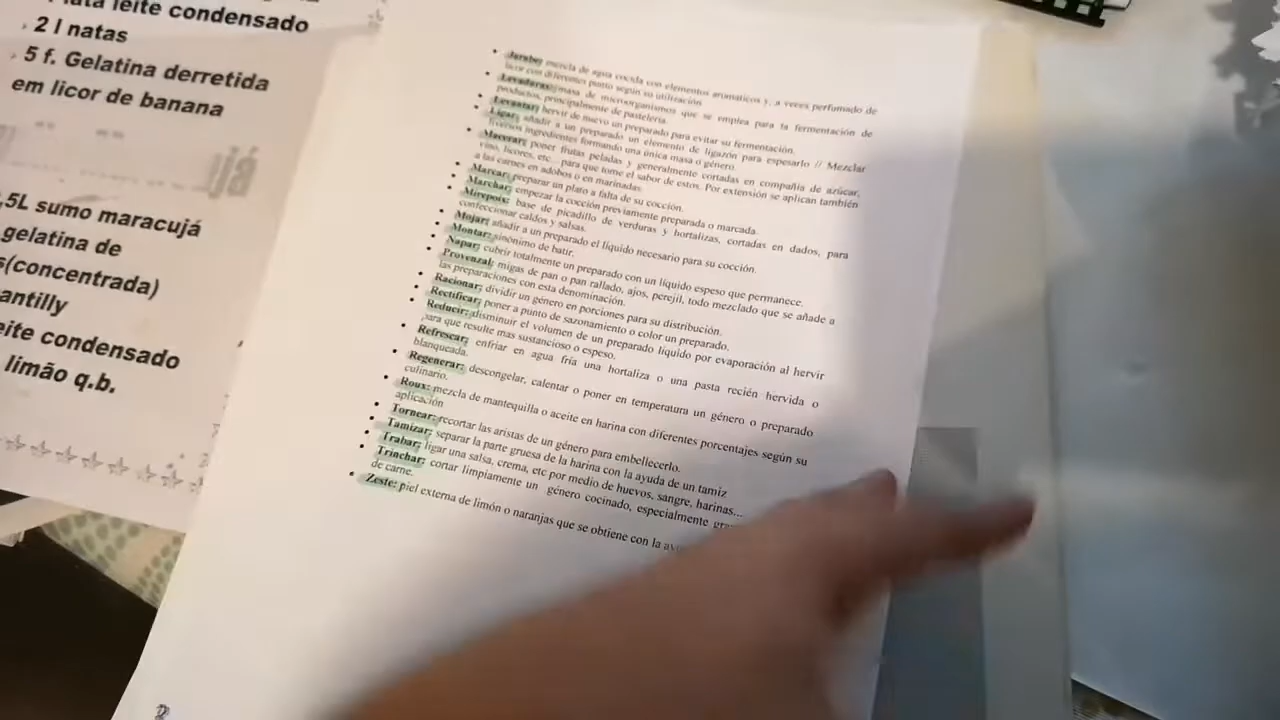 leite condensado
2 l natas
5 f. Gelatina derretida
em licor de banana
já
,5L sumo maracujá
gelatina de
s(concentrada)
antilly
eite condensado
limão q.b.
Jarabe: mezcla de agua cocida con elementos aromáticos y, a veces perfumado de
licor con diferentes punto según su utilización
Levaduras: masa de microorganismos que se emplea para la fermentación de
productos, principalmente de pastelería.
Levantar: hervir de nuevo un preparado para evitar su fermentación.
Ligar: añadir a un preparado un elemento de ligazón para espesarlo // Mezclar
diversos ingredientes formando una única masa o género.
Macerar: poner frutas peladas y generalmente cortadas en compañía de azúcar,
vino, licores, etc... para que tome el sabor de estos. Por extensión se aplican también
a las carnes en adobos o en marinadas.
Marcar: preparar un plato a falta de su cocción.
Marchar: empezar la cocción previamente preparada o marcada.
Mirepoix: base de picadillo de verduras y hortalizas, cortadas en dados, para
confeccionar caldos y salsas.
Mojar: añadir a un preparado el líquido necesario para su cocción.
Montar: sinónimo de batir.
Napar: cubrir totalmente un preparado con un líquido espeso que permanece.
Provenzal: migas de pan o pan rallado, ajos, perejil, todo mezclado que se añade a
las preparaciones con esta denominación.
Racionar: dividir un género en porciones para su distribución.
Rectificar: poner a punto de sazonamiento o color un preparado.
Reducir: disminuir el volumen de un preparado líquido por evaporación al hervir
para que resulte mas sustancioso o espeso.
Refrescar: enfriar en agua fría una hortaliza o una pasta recién hervida o
blanqueada.
Regenerar: descongelar, calentar o poner en temperatura un género o preparado
culinario.
Roux: mezcla de mantequilla o aceite en harina con diferentes porcentajes según su
aplicación
Tornear: recortar las aristas de un género para embellecerlo.
Tamizar: separar la parte gruesa de la harina con la ayuda de un tamiz
Trabar: ligar una salsa, crema, etc por medio de huevos, sangre, harinas...
Trinchar: cortar limpiamente un género cocinado, especialmente
de carne.
Zeste: piel externa de limón o naranjas que se obtiene con la